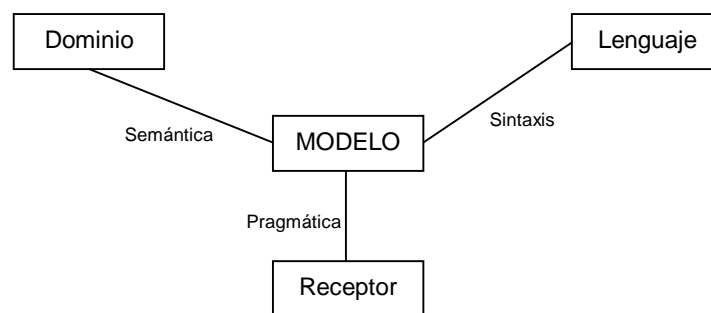 Dominio
Lenguaje
Semántica
MODELO
Sintaxis
Pragmática
Receptor